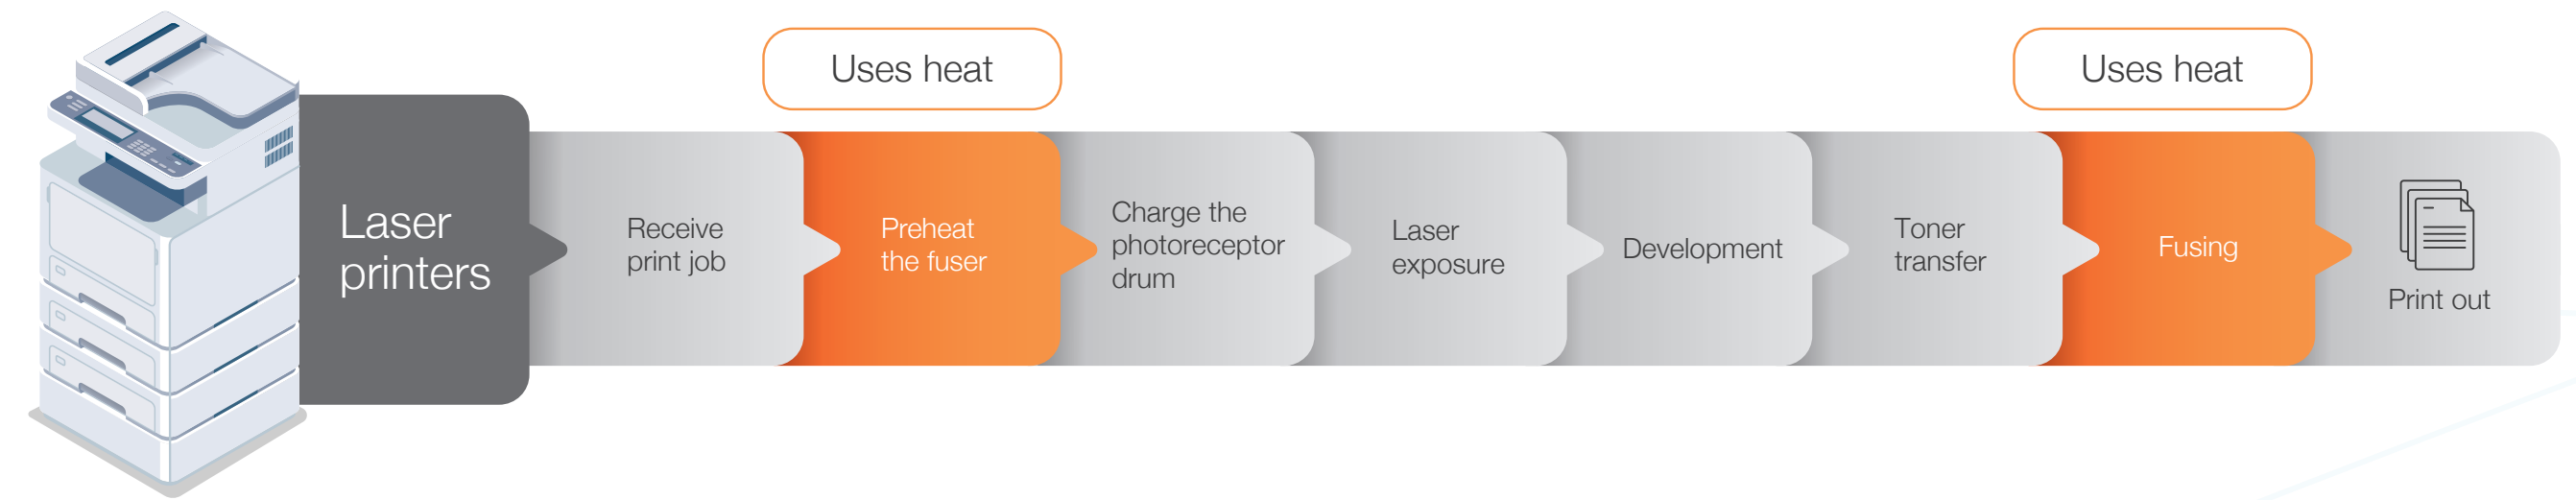 Uses heat
Uses heat
Laser
printers
Receive
print job
Preheat
the fuser
Charge the
photoreceptor
drum
Laser
exposure
Development
Toner
transfer
Fusing
Print out